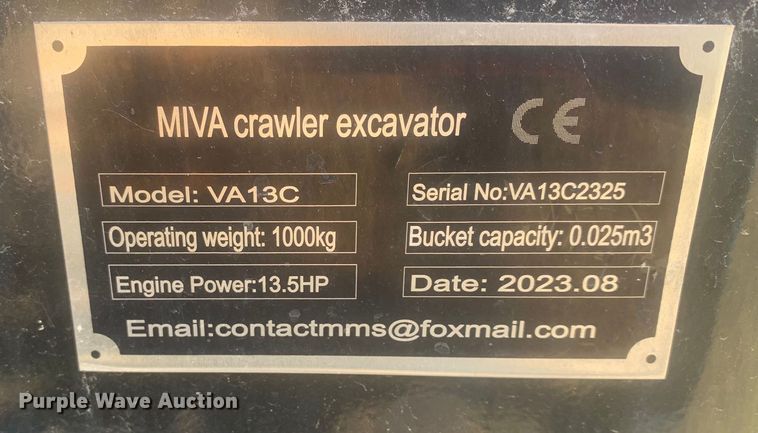 MIVA crawler excavator CE
Model: VA13C Serial No:VA13C2325
Operating weight: 1000kg Bucket capacity: 0.025m3
Engine Power:13.5HP Date: 2023.08
Email:contactmms@foxmail.com
Purple Wave Auction